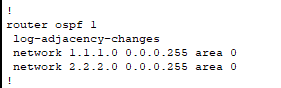 !
router ospf 1
 log-adjacency-changes
 network 1.1.1.0 0.0.0.255 area 0
 network 2.2.2.0 0.0.0.255 area 0
!